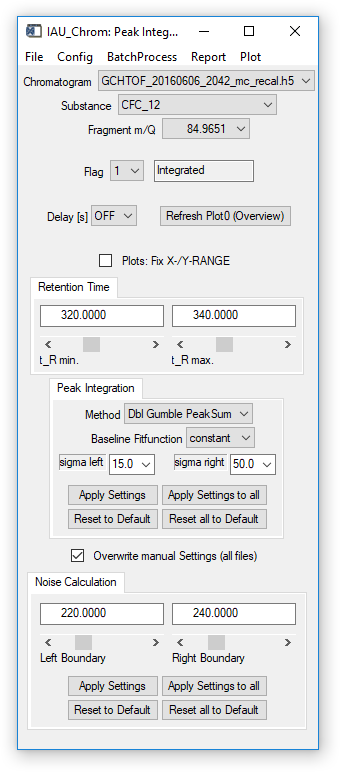 IAU_Chrom: Peak Integ...
File Config BatchProcess Report Plot
Chromatogram GCHTOF_20160606_2042_mc_recal.h5
Substance CFC_12
Fragment m/Q 84.9651
Flag 1 Integrated
Delay [s] OFF Refresh Plot0 (Overview)
Plots: Fix X-/Y-RANGE
Retention Time
320.0000 340.0000
t_R min. t_R max.
Peak Integration
Method Dbl Gumble PeakSum
Baseline Fitfunction constant
sigma left 15.0 sigma right 50.0
Apply Settings Apply Settings to all
Reset to Default Reset all to Default
Overwrite manual Settings (all files)
Noise Calculation
220.0000 240.0000
Left Boundary Right Boundary
Apply Settings Apply Settings to all
Reset to Default Reset all to Default